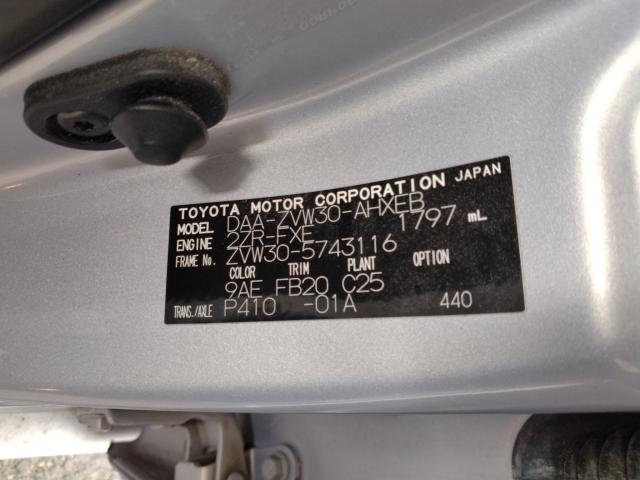 TOYOTA MOTOR CORPORATION JAPAN
MODEL DAA-ZVW30-AHXEB
ENGINE 2ZR-FXE 1797 mL
FRAME No. ZVW30-5743116
COLOR TRIM PLANT OPTION
9AE FB20 C25
TRANS./AXLE P410 -01A 440